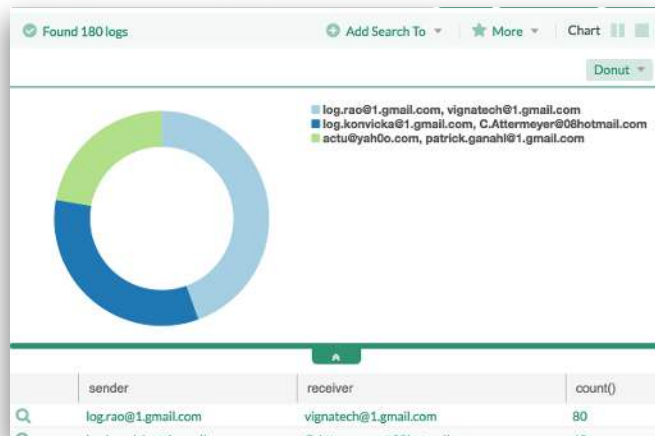 Found 180 logs Add Search To More Chart
Donut
log.rao@1.gmail.com, vignatech@1.gmail.com
log.konvicka@1.gmail.com, C.Attermeyer@08hotmail.com
actu@yah0o.com, patrick.ganahl@1.gmail.com
sender receiver count()
log.rao@1.gmail.com vignatech@1.gmail.com 80